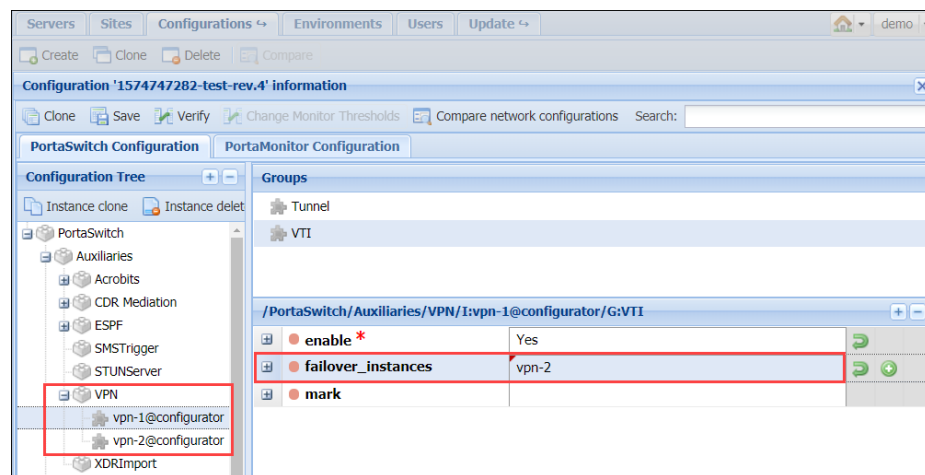 Servers Sites Configurations Environments Users Update demo
Create Clone Delete Compare
Configuration '1574747282-test-rev.4' information
Clone Save Verify Change Monitor Thresholds Compare network configurations Search:
PortaSwitch Configuration PortaMonitor Configuration
Configuration Tree
Instance clone Instance delet
PortaSwitch
Auxiliaries
Acrobits
CDR Mediation
ESPF
SMSTrigger
STUNServer
VPN
vpn-1@configurator
vpn-2@configurator
XDRImport
Groups
Tunnel
VTI
/PortaSwitch/Auxiliaries/VPN/I:vpn-1@configurator/G:VTI
enable * Yes
failover_instances vpn-2
mark